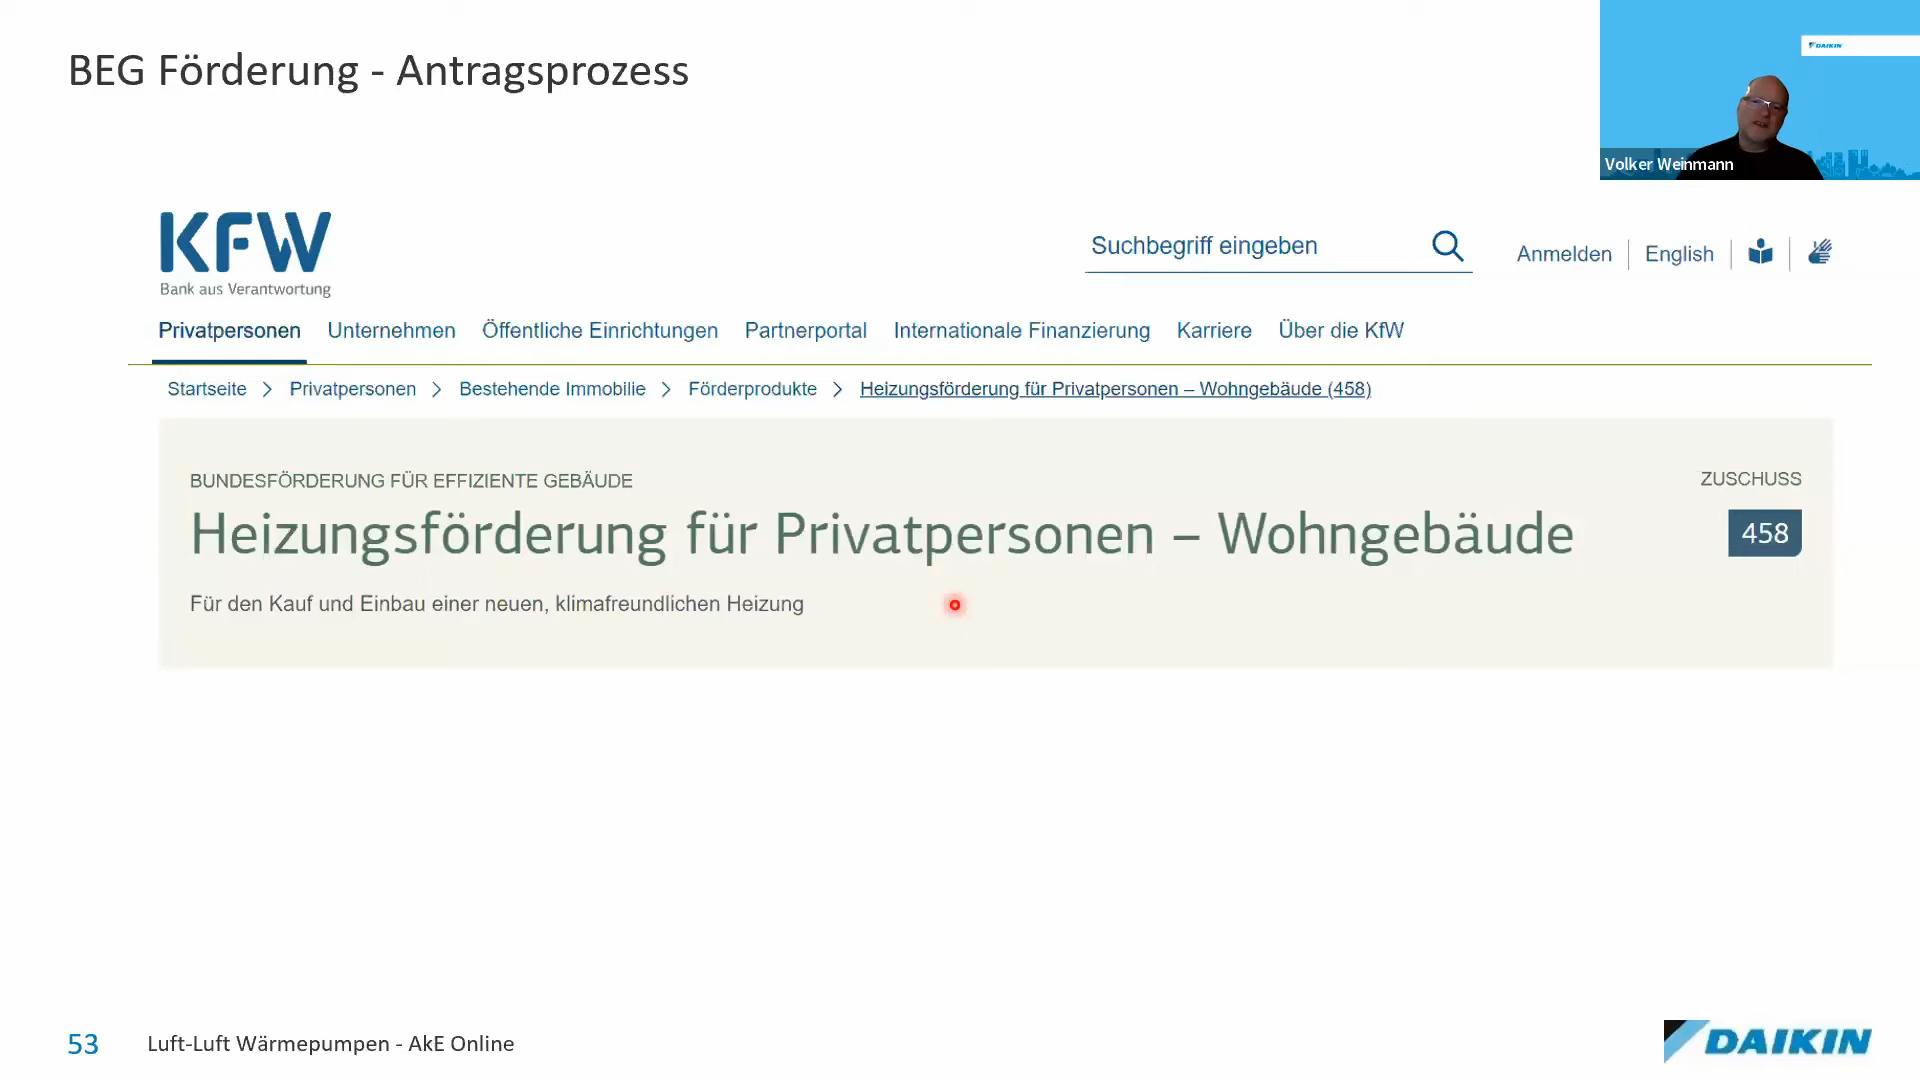 BEG Förderung - Antragsprozess
DAIKIN
Volker Weinmann
KFW
Bank aus Verantwortung
Suchbegriff eingeben
Anmelden
English
Privatpersonen Unternehmen Öffentliche Einrichtungen Partnerportal Internationale Finanzierung Karriere Über die KfW
Startseite > Privatpersonen > Bestehende Immobilie > Förderprodukte > Heizungsförderung für Privatpersonen – Wohngebäude (458)
BUNDESFÖRDERUNG FÜR EFFIZIENTE GEBÄUDE
ZUSCHUSS
Heizungsförderung für Privatpersonen – Wohngebäude
458
Für den Kauf und Einbau einer neuen, klimafreundlichen Heizung
53
Luft-Luft Wärmepumpen - AkE Online
DAIKIN